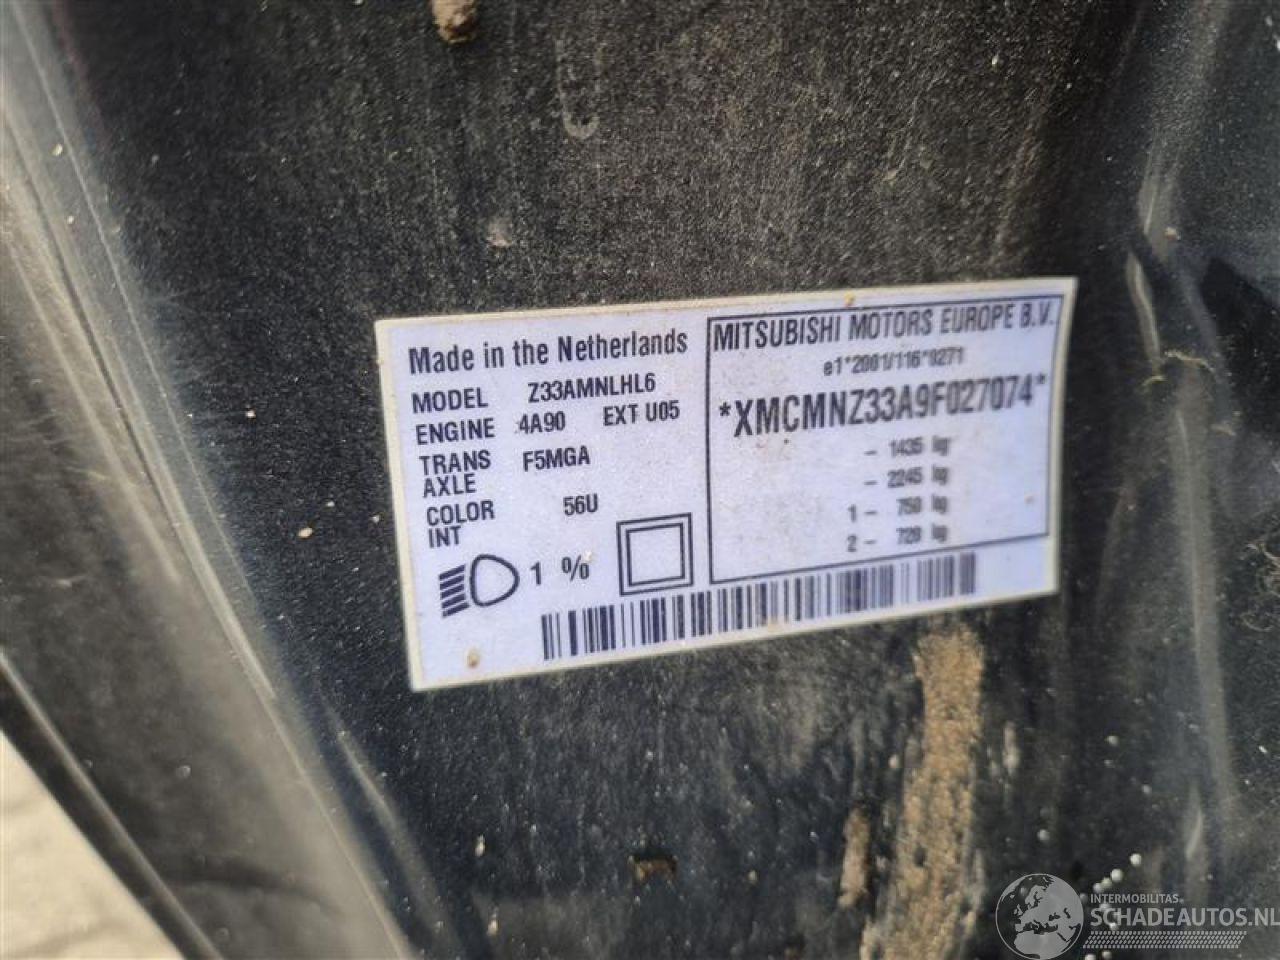 Made in the Netherlands
MODEL Z33AMNLHL6
ENGINE 4A90 EXT U05
TRANS AXLE F5MGA
COLOR INT 56U
1 %
MITSUBISHI MOTORS EUROPE B.V.
e1*2001/116*0271
*XMCMNZ33A9F027074*
- 1435 kg
- 2245 kg
1 - 750 kg
2 - 720 kg
INTERMOBILITAS
SCHADEAUTOS.NL